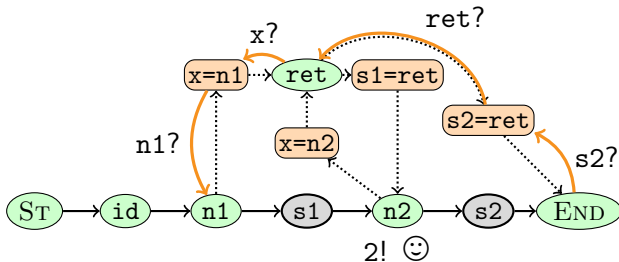 ret?
x?
x=n1 ret s1=ret
s2=ret
n1? x=n2
s2?
ST id n1 s1 n2 s2 END
2! ☺